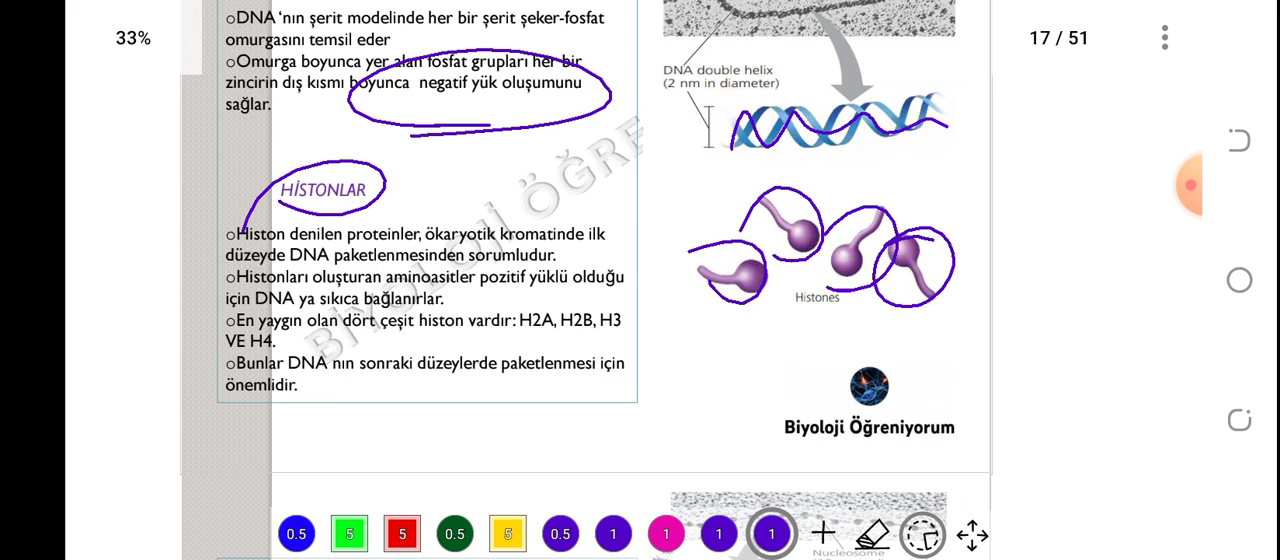 33%
17 / 51
oDNA 'nın şerit modelinde her bir şerit şeker-fosfat
omurgasını temsil eder
oOmurga boyunca yer alan fosfat grupları her bir
zincirin dış kısmı boyunca negatif yük oluşumunu
sağlar.
HİSTONLAR
oHiston denilen proteinler, ökaryotik kromatinde ilk
düzeyde DNA paketlenmesinden sorumludur.
oHistonları oluşturan aminoasitler pozitif yüklü olduğu
için DNA ya sıkıca bağlanırlar.
oEn yaygın olan dört çeşit histon vardır: H2A, H2B, H3
VE H4.
oBunlar DNA nın sonraki düzeylerde paketlenmesi için
önemlidir.
BİYOLOJİ ÖĞRE
DNA double helix
(2 nm in diameter)
Histones
Biyoloji Öğreniyorum
0.5 5 5 0.5 5 0.5 1 1 1 1
Nucleosome